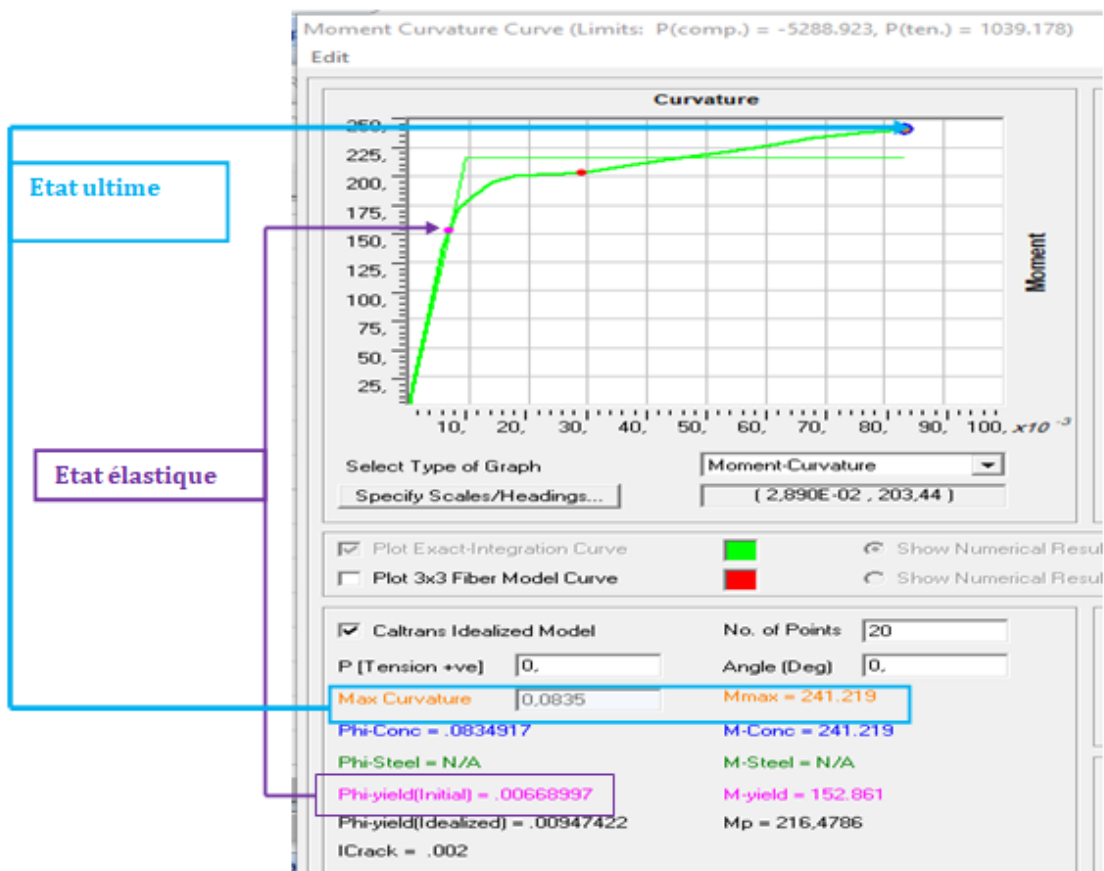 Moment Curvature Curve (Limits: P(comp.) = -5288.923, P(ten.) = 1039.178)
Edit
Curvature
250,
225,
200,
175,
150,
125,
100,
75,
50,
25,
Moment
10, 20, 30, 40, 50, 60, 70, 80, 90, 100, x10 -3
Etat ultime
Etat élastique
Select Type of Graph Moment-Curvature
Specify Scales/Headings... ( 2,890E-02 , 203,44 )
Plot Exact-Integration Curve Show Numerical Resul
Plot 3x3 Fiber Model Curve Show Numerical Resul
Caltrans Idealized Model No. of Points 20
P [Tension +ve] 0, Angle (Deg) 0,
Max Curvature 0,0835 Mmax = 241.219
Phi-Conc = .0834917 M-Conc = 241.219
Phi-Steel = N/A M-Steel = N/A
Phi-yield(Initial) = .00668997 M-yield = 152.861
Phi-yield(Idealized) = .00947422 Mp = 216,4786
ICrack = .002